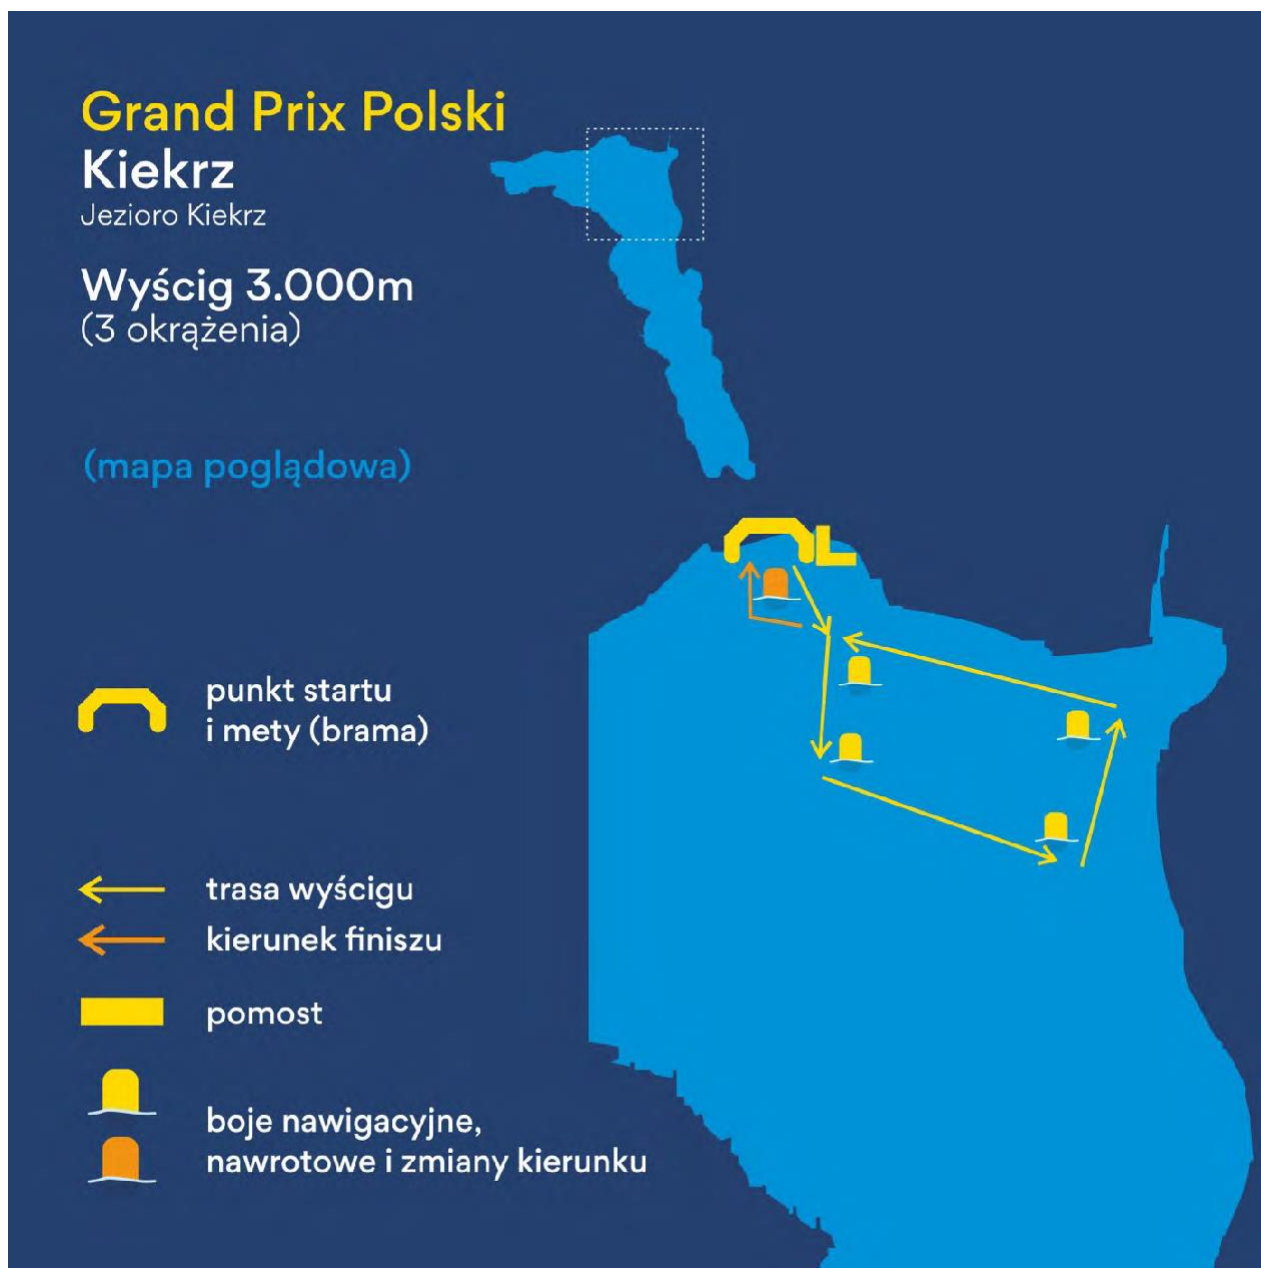 Grand Prix Polski
Kiekrz
Jezioro Kiekrz
Wyścig 3.000m
(3 okrążenia)
(mapa poglądowa)
punkt startu
i mety (brama)
trasa wyścigu
kierunek finiszu
pomost
boje nawigacyjne,
nawrotowe i zmiany kierunku